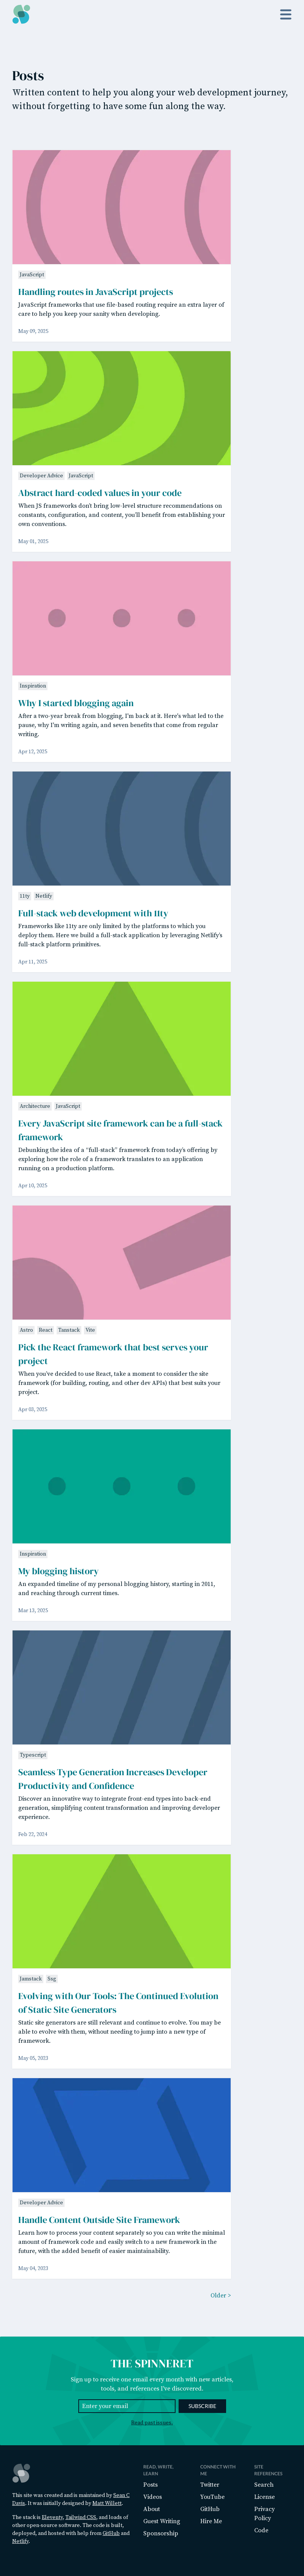 Posts
Written content to help you along your web development journey,
without forgetting to have some fun along the way.
JavaScript
Handling routes in JavaScript projects
JavaScript frameworks that use file-based routing require an extra layer of
care to help you keep your sanity when developing.
May 09, 2025
Developer Advice JavaScript
Abstract hard-coded values in your code
When JS frameworks don't bring low-level structure recommendations on
constants, configuration, and content, you'll benefit from establishing your
own conventions.
May 01, 2025
Inspiration
Why I started blogging again
After a two-year break from blogging, I'm back at it. Here's what led to the
pause, why I'm writing again, and seven benefits that come from regular
writing.
Apr 12, 2025
11ty Netlify
Full-stack web development with 11ty
Frameworks like 11ty are only limited by the platforms to which you
deploy them. Here we build a full-stack application by leveraging Netlify's
full-stack platform primitives.
Apr 11, 2025
Architecture JavaScript
Every JavaScript site framework can be a full-stack
framework
Debunking the idea of a "full-stack" framework from today's offering by
exploring how the role of a framework translates to an application
running on a production platform.
Apr 10, 2025
Astro React Tanstack Vite
Pick the React framework that best serves your
project
When you've decided to use React, take a moment to consider the site
framework (for building, routing, and other dev APIs) that best suits your
project.
Apr 03, 2025
Inspiration
My blogging history
An expanded timeline of my personal blogging history, starting in 2011,
and reaching through current times.
Mar 13, 2025
Typescript
Seamless Type Generation Increases Developer
Productivity and Confidence
Discover an innovative way to integrate front-end types into back-end
generation, simplifying content transformation and improving developer
experience.
Feb 22, 2024
Jamstack Ssg
Evolving with Our Tools: The Continued Evolution
of Static Site Generators
Static site generators are still relevant and continue to evolve. You may be
able to evolve with them, without needing to jump into a new type of
framework.
May 05, 2023
Developer Advice
Handle Content Outside Site Framework
Learn how to process your content separately so you can write the minimal
amount of framework code and easily switch to a new framework in the
future, with the added benefit of easier maintainability.
May 04, 2023
Older >
THE SPINNERET
Sign up to receive one email every month with new articles,
tools, and references I've discovered.
Enter your email SUBSCRIBE
Read past issues.
This site was created and is maintained by Sean C
Davis. It was initially designed by Matt Willett.
The stack is Eleventy, Tailwind CSS, and loads of
other open source software. The code is built,
deployed, and hosted with help from GitHub and
Netlify.
READ, WRITE,
LEARN
Posts
Videos
About
Guest Writing
Sponsorship
CONNECT WITH
ME
Twitter
YouTube
GitHub
Hire Me
SITE
REFERENCES
Search
License
Privacy
Policy
Code